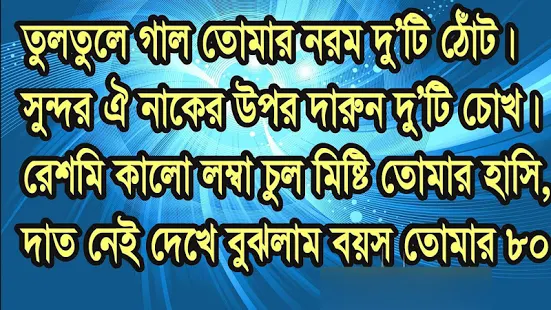 তুলতুলে গাল তোমার নরম দু’টি ঠোঁট।
সুন্দর ঐ নাকের উপর দারুন দু’টি চোখ।
রেশমি কালো লম্বা চুল মিষ্টি তোমার হাসি,
দাত নেই দেখে বুঝলাম বয়স তোমার ৮০